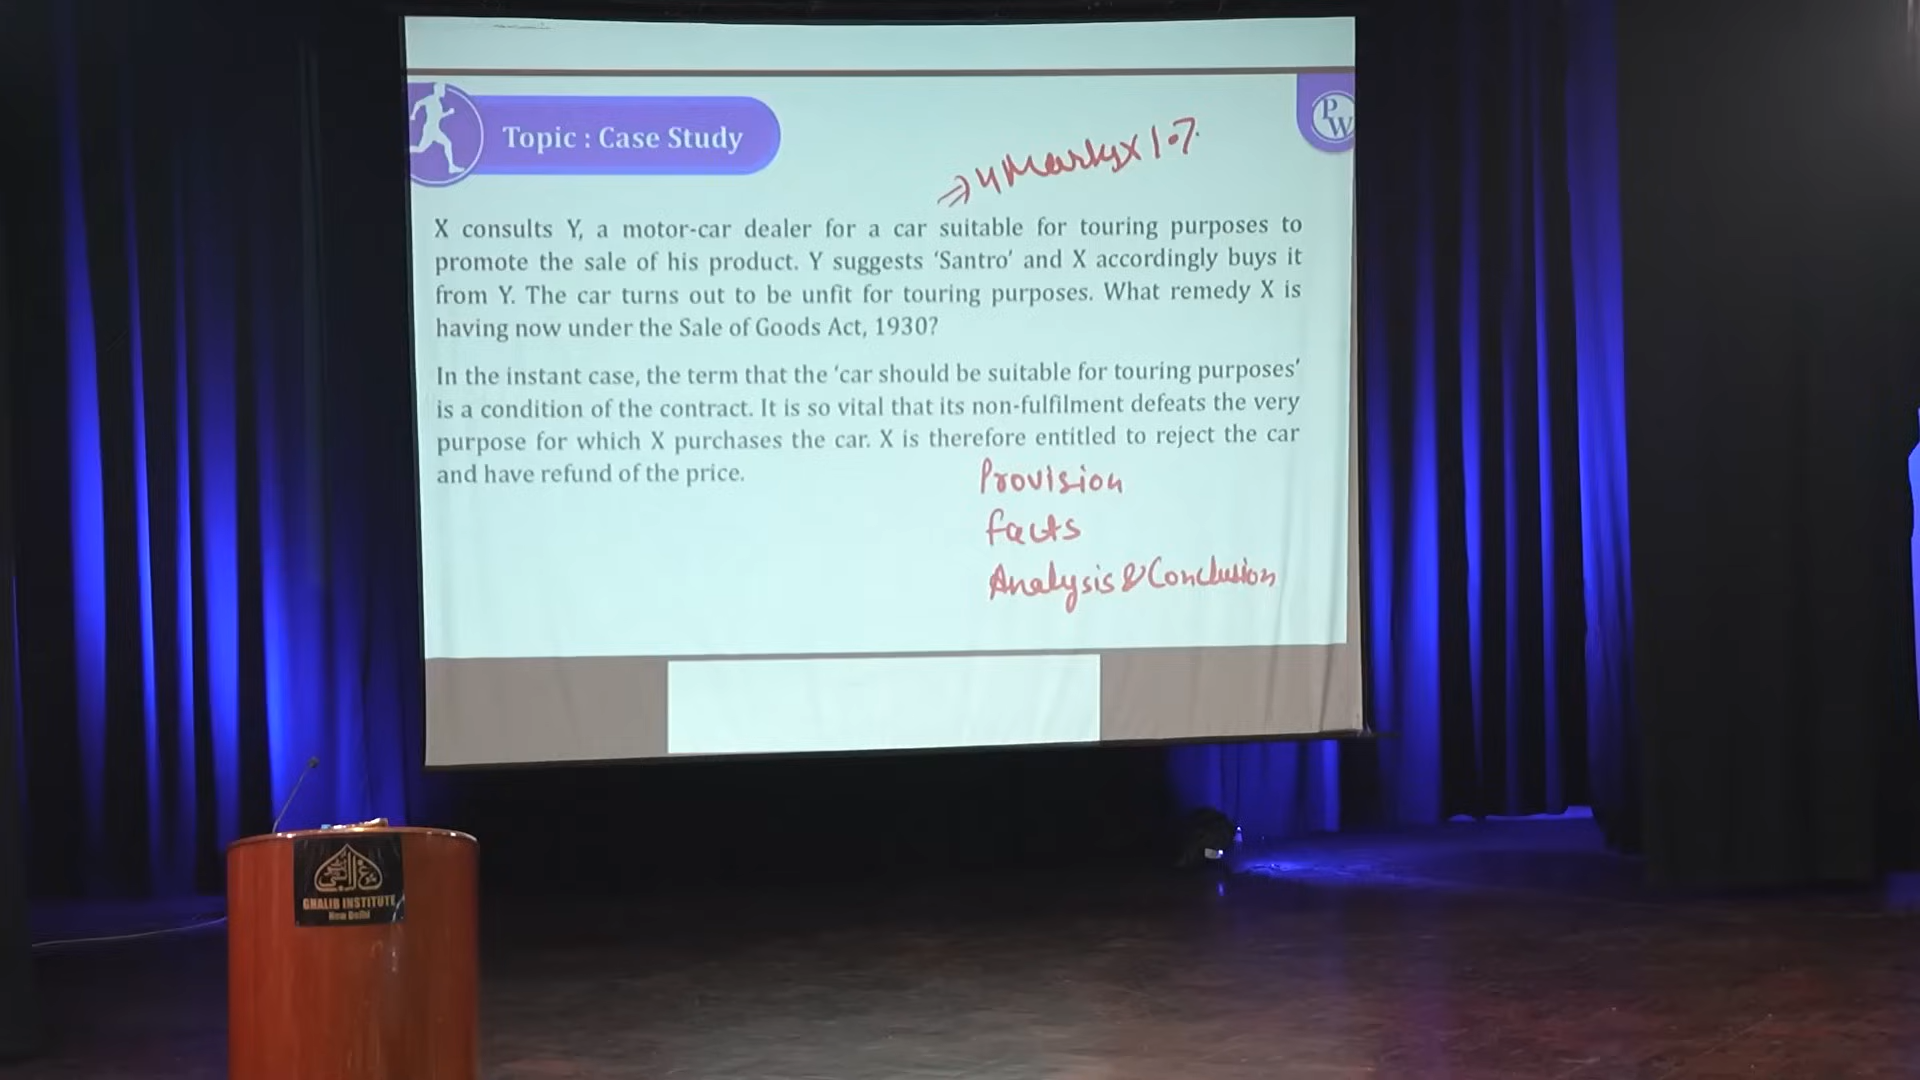 Topic : Case Study
PW
⇒ 4 Marks x 1.7
X consults Y, a motor-car dealer for a car suitable for touring purposes to
promote the sale of his product. Y suggests ‘Santro’ and X accordingly buys it
from Y. The car turns out to be unfit for touring purposes. What remedy X is
having now under the Sale of Goods Act, 1930?
In the instant case, the term that the ‘car should be suitable for touring purposes’
is a condition of the contract. It is so vital that its non-fulfilment defeats the very
purpose for which X purchases the car. X is therefore entitled to reject the car
and have refund of the price.
Provision
facts
Analysis & Conclusion
GHALIB INSTITUTE
New Delhi